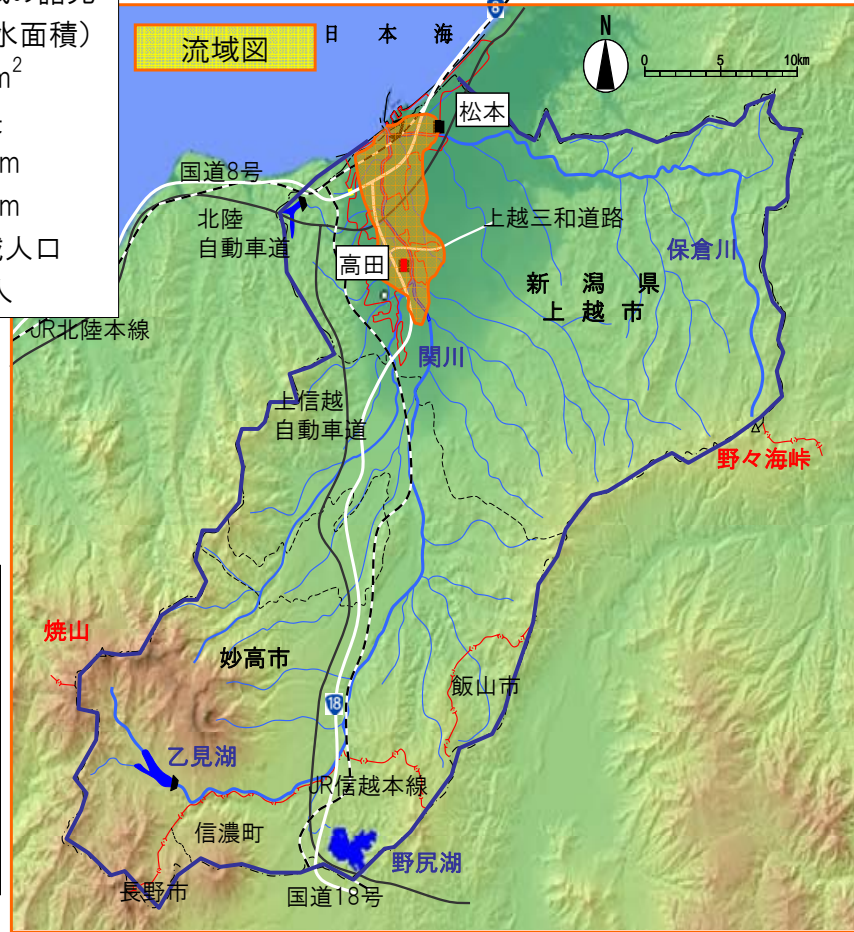 水面積）
m2
m
m
人口
人
流域図
日 本 海
8
N
0 5 10km
松本
国道8号
北陸
自動車道
上越三和道路
高田
保倉川
新 潟 県
上 越 市
JR北陸本線
関川
上信越
自動車道
野々海峠
焼山
妙高市
飯山市
18
乙見湖
JR信越本線
信濃町
野尻湖
長野市
国道18号